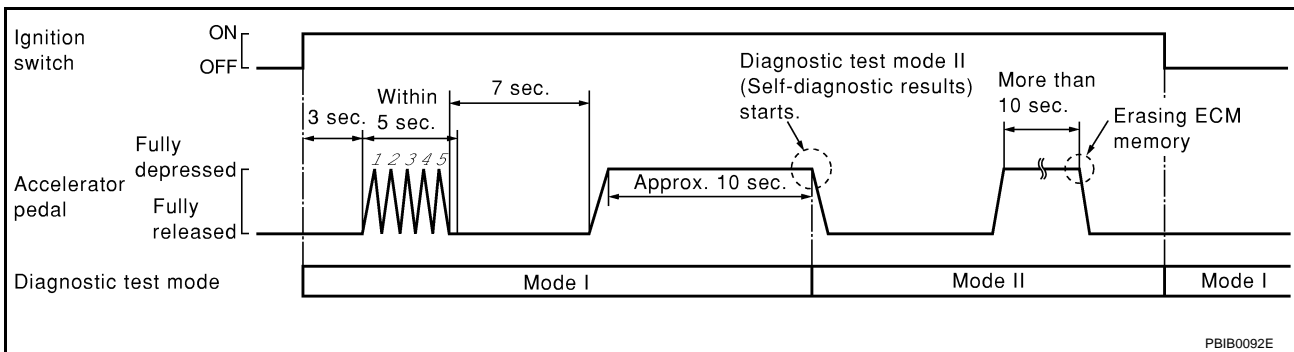 Ignition
switch
ON
OFF
Diagnostic test mode II
(Self-diagnostic results)
starts.
More than
10 sec.
Erasing ECM
memory
3 sec.
Within
5 sec.
7 sec.
1 2 3 4 5
Approx. 10 sec.
Accelerator
pedal
Fully
depressed
Fully
released
Diagnostic test mode
Mode I
Mode II
Mode I
PBIB0092E